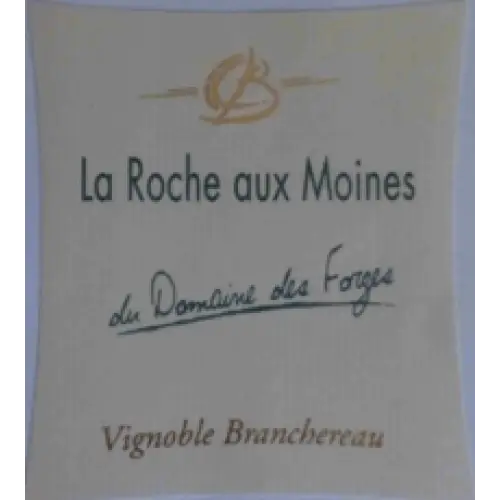 La Roche aux Moines
du Domaine des Forges
Vignoble Branchereau